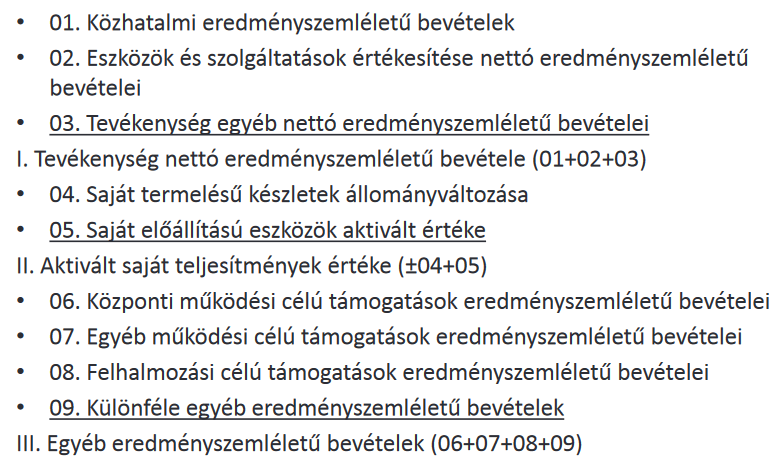 • 01. Közhatalmi eredményszemléletű bevételek
• 02. Eszközök és szolgáltatások értékesítése nettó eredményszemléletű
bevételei
• 03. Tevékenység egyéb nettó eredményszemléletű bevételei
I. Tevékenység nettó eredményszemléletű bevétele (01+02+03)
• 04. Saját termelésű készletek állományváltozása
• 05. Saját előállítású eszközök aktivált értéke
II. Aktivált saját teljesítmények értéke (±04+05)
• 06. Központi működési célú támogatások eredményszemléletű bevételei
• 07. Egyéb működési célú támogatások eredményszemléletű bevételei
• 08. Felhalmozási célú támogatások eredményszemléletű bevételei
• 09. Különféle egyéb eredményszemléletű bevételek
III. Egyéb eredményszemléletű bevételek (06+07+08+09)